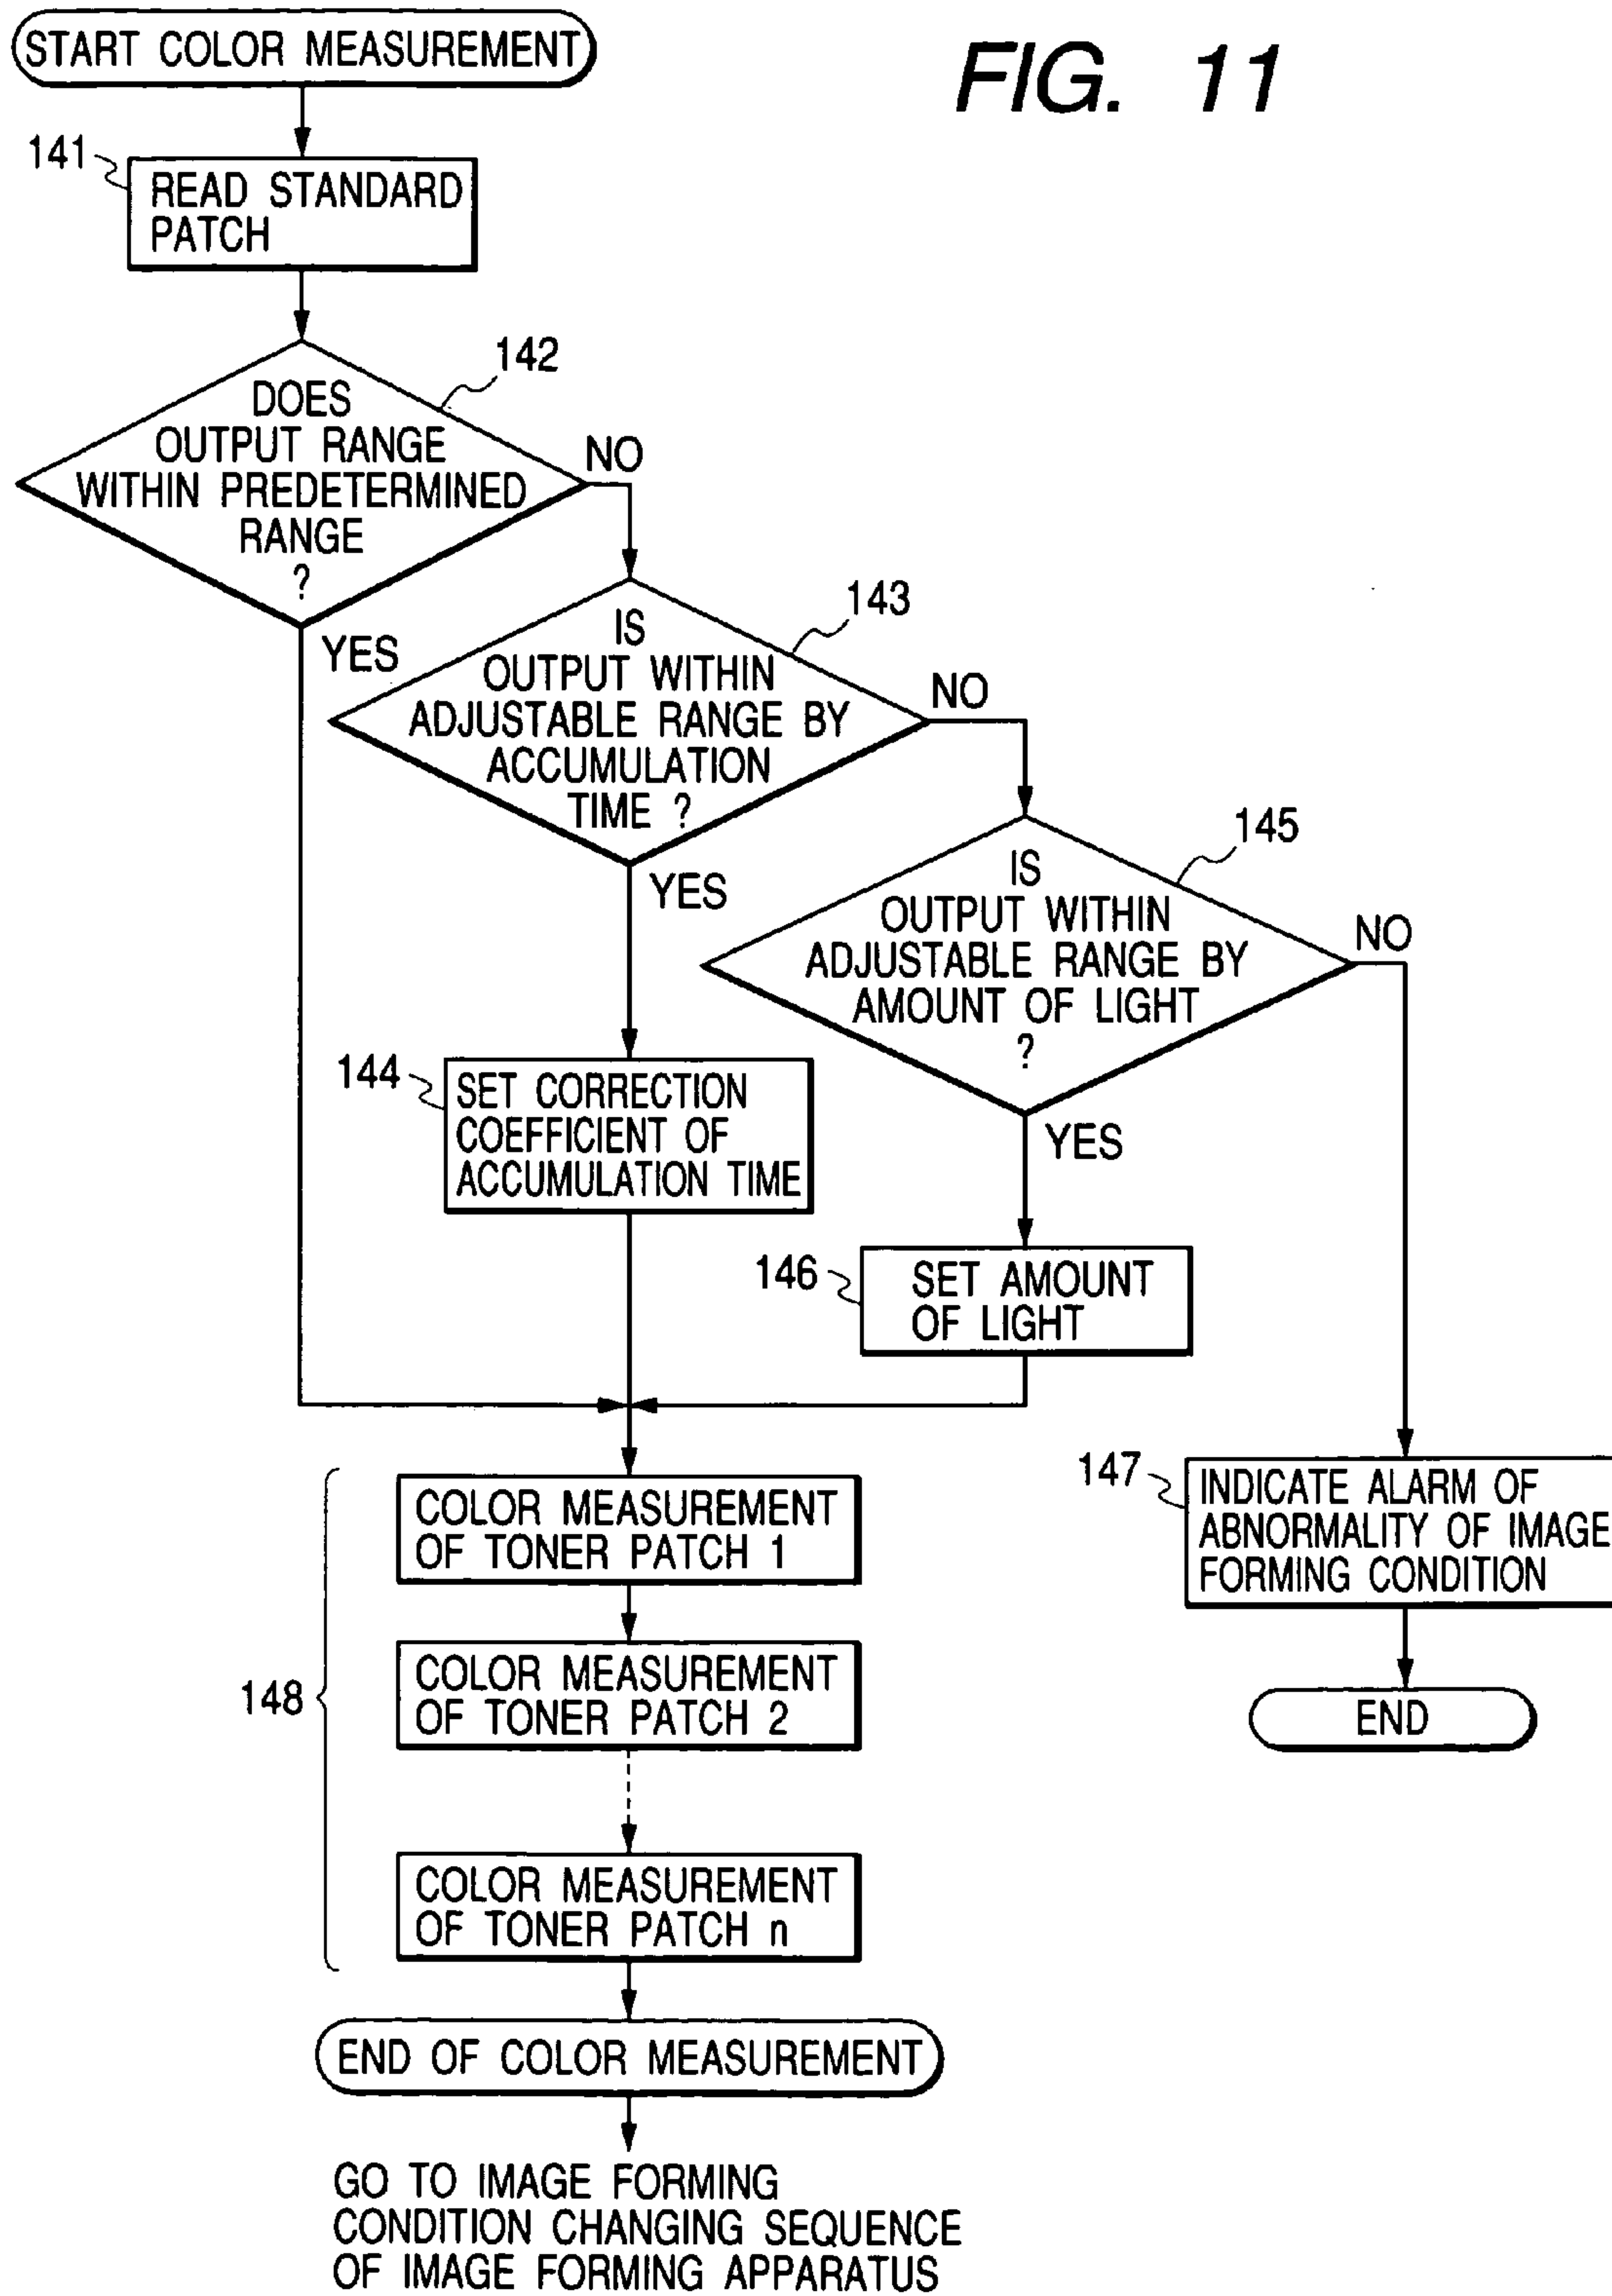 START COLOR MEASUREMENT
FIG. 11
141
READ STANDARD
PATCH
142
DOES
OUTPUT RANGE
WITHIN PREDETERMINED
RANGE
?
NO
YES
143
IS
OUTPUT WITHIN
ADJUSTABLE RANGE BY
ACCUMULATION
TIME ?
NO
YES
145
IS
OUTPUT WITHIN
ADJUSTABLE RANGE BY
AMOUNT OF LIGHT
?
NO
YES
144
SET CORRECTION
COEFFICIENT OF
ACCUMULATION TIME
146
SET AMOUNT
OF LIGHT
147
INDICATE ALARM OF
ABNORMALITY OF IMAGE
FORMING CONDITION
END
148
COLOR MEASUREMENT
OF TONER PATCH 1
COLOR MEASUREMENT
OF TONER PATCH 2
COLOR MEASUREMENT
OF TONER PATCH n
END OF COLOR MEASUREMENT
GO TO IMAGE FORMING
CONDITION CHANGING SEQUENCE
OF IMAGE FORMING APPARATUS